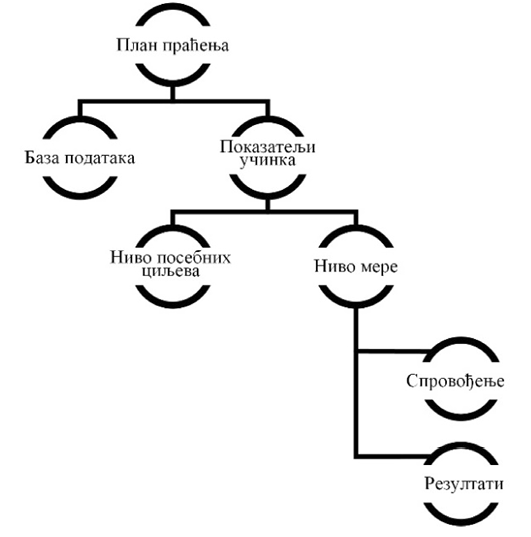 План праћења
База података
Показатељи
учинка
Ниво посебних
циљева
Ниво мере
Спровођење
Резултати